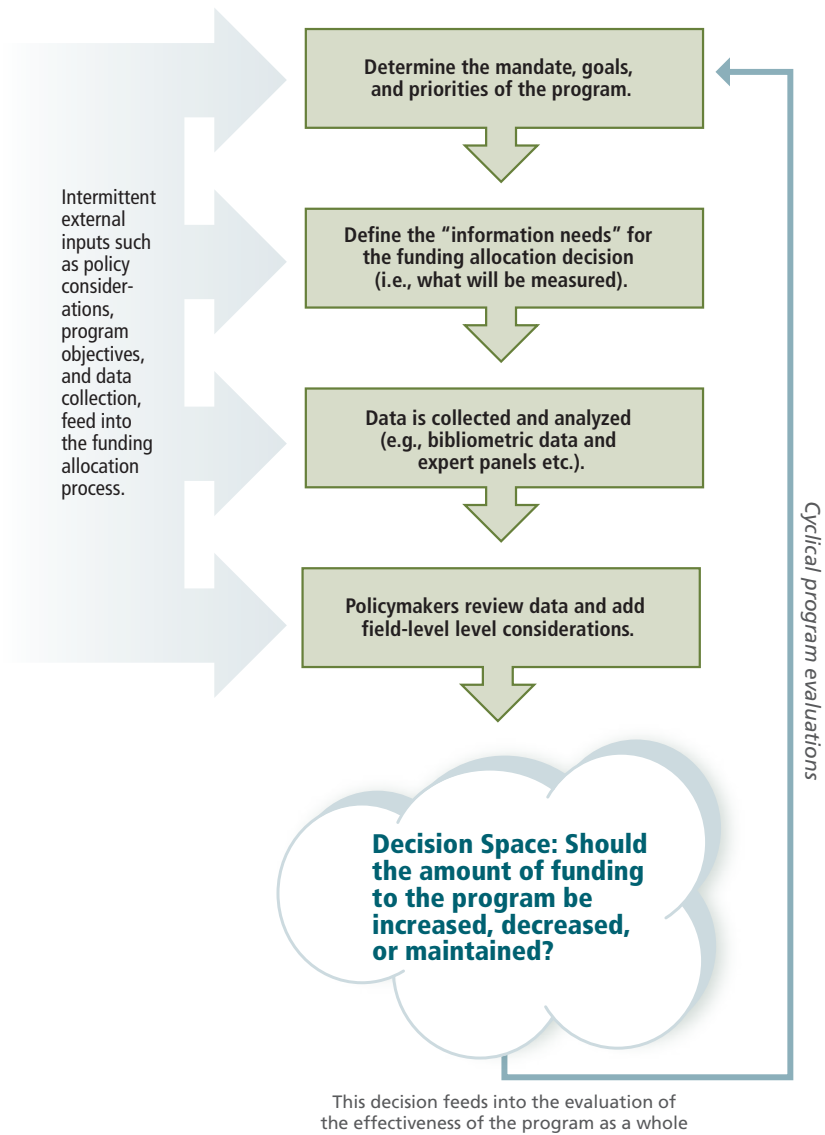 Determine the mandate, goals,
and priorities of the program.
Intermittent
external
inputs such
as policy
consider-
ations,
program
objectives,
and data
collection,
feed into
the funding
allocation
process.
Define the “information needs” for
the funding allocation decision
(i.e., what will be measured).
Data is collected and analyzed
(e.g., bibliometric data and
expert panels etc.).
Policymakers review data and add
field-level level considerations.
Cyclical program evaluations
Decision Space: Should
the amount of funding
to the program be
increased, decreased,
or maintained?
This decision feeds into the evaluation of
the effectiveness of the program as a whole